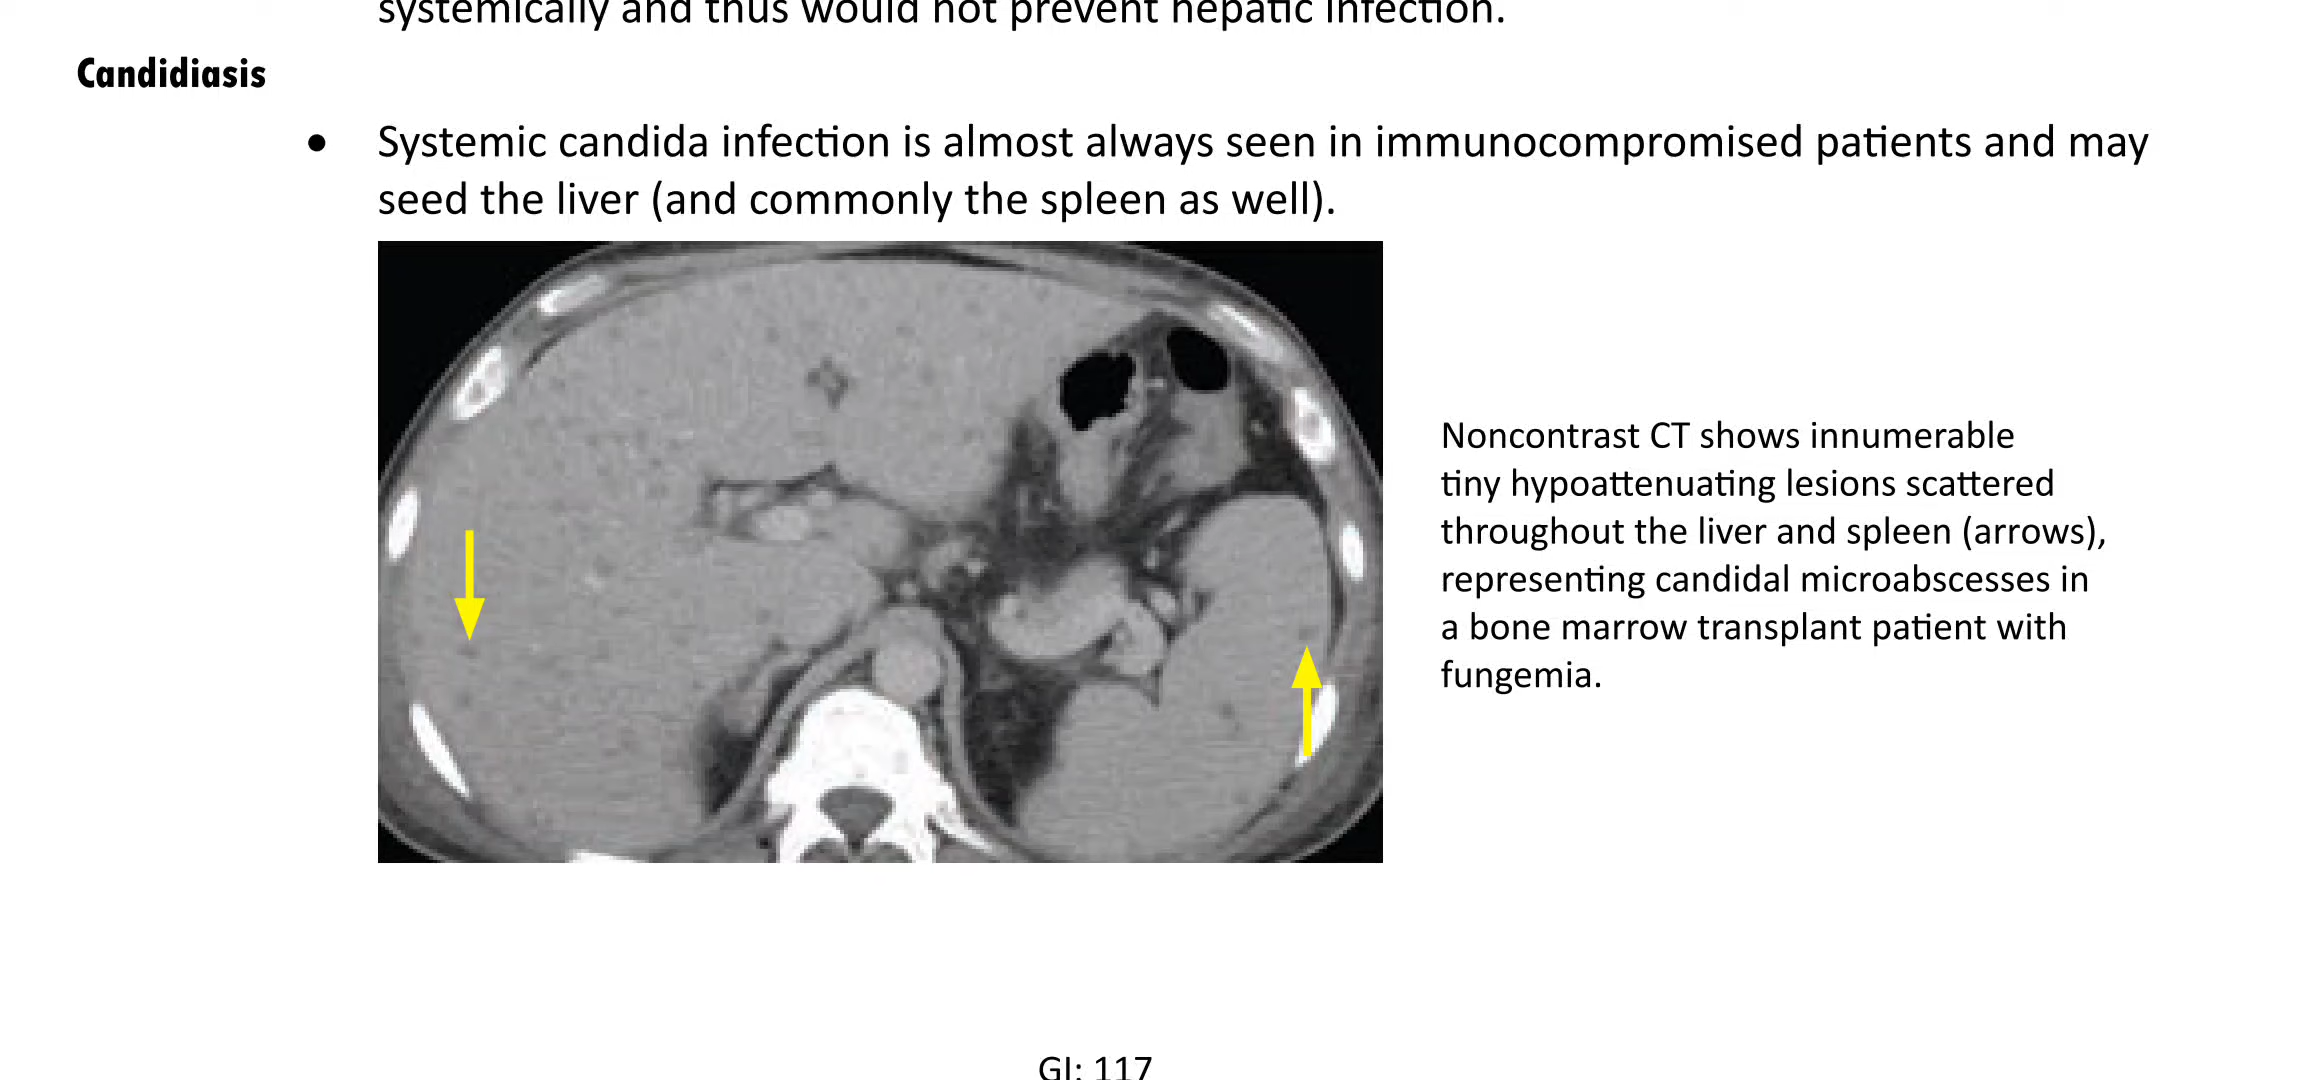 systemically and thus would not prevent hepatic infection.
Candidiasis
• Systemic candida infection is almost always seen in immunocompromised patients and may
seed the liver (and commonly the spleen as well).
Noncontrast CT shows innumerable
tiny hypoattenuating lesions scattered
throughout the liver and spleen (arrows),
representing candidal microabscesses in
a bone marrow transplant patient with
fungemia.
GI: 117